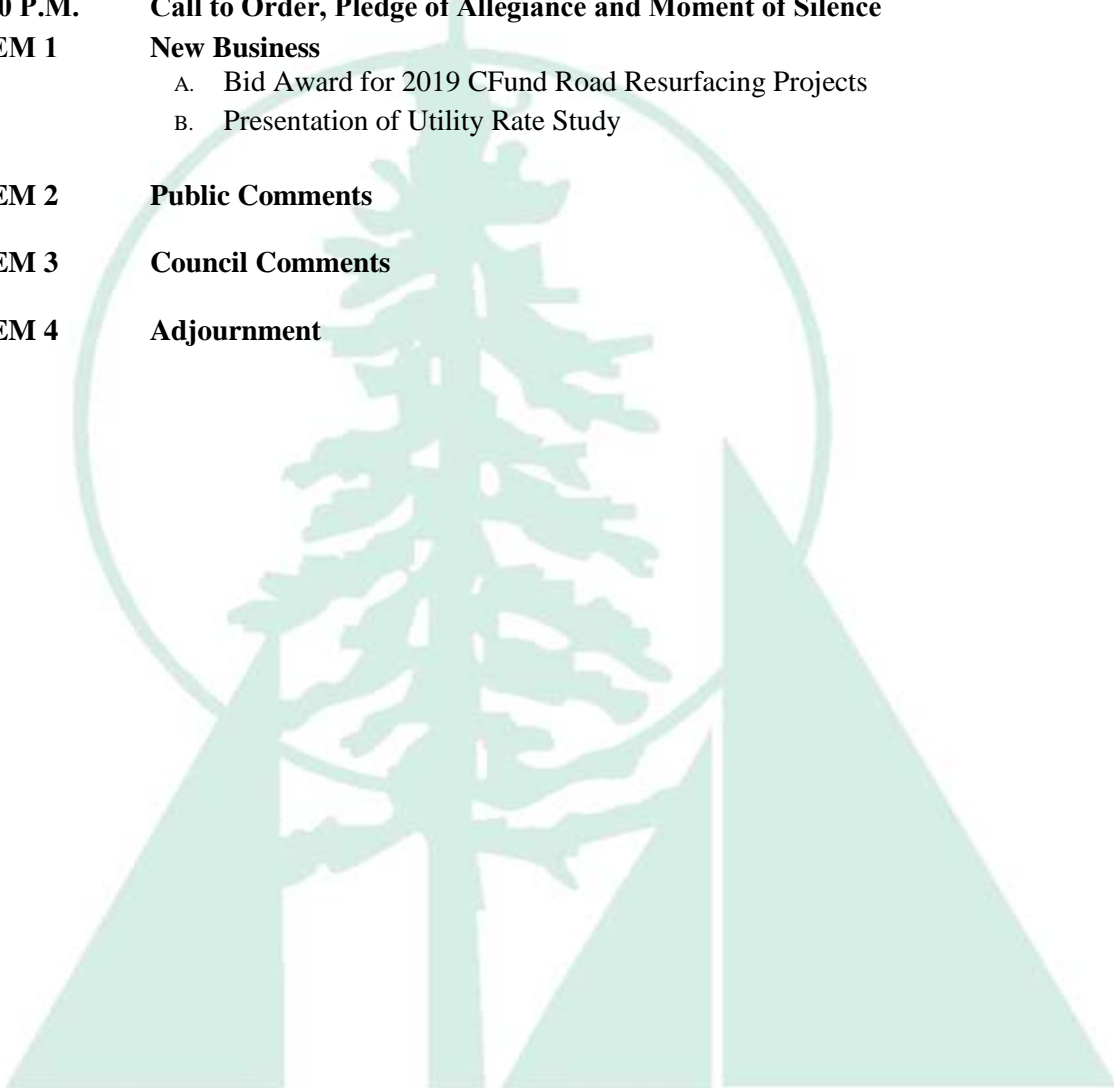 0 P.M. Call to Order, Pledge of Allegiance and Moment of Silence
EM 1 New Business
A. Bid Award for 2019 CFund Road Resurfacing Projects
B. Presentation of Utility Rate Study
EM 2 Public Comments
EM 3 Council Comments
EM 4 Adjournment